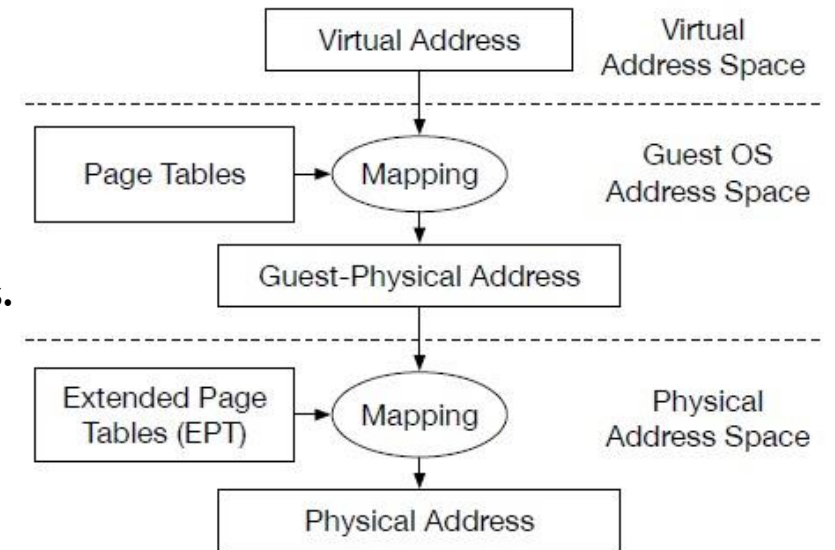 Virtual Address
Virtual
Address Space
Page Tables
Mapping
Guest OS
Address Space
Guest-Physical Address
s.
Extended Page
Tables (EPT)
Mapping
Physical
Address Space
Physical Address